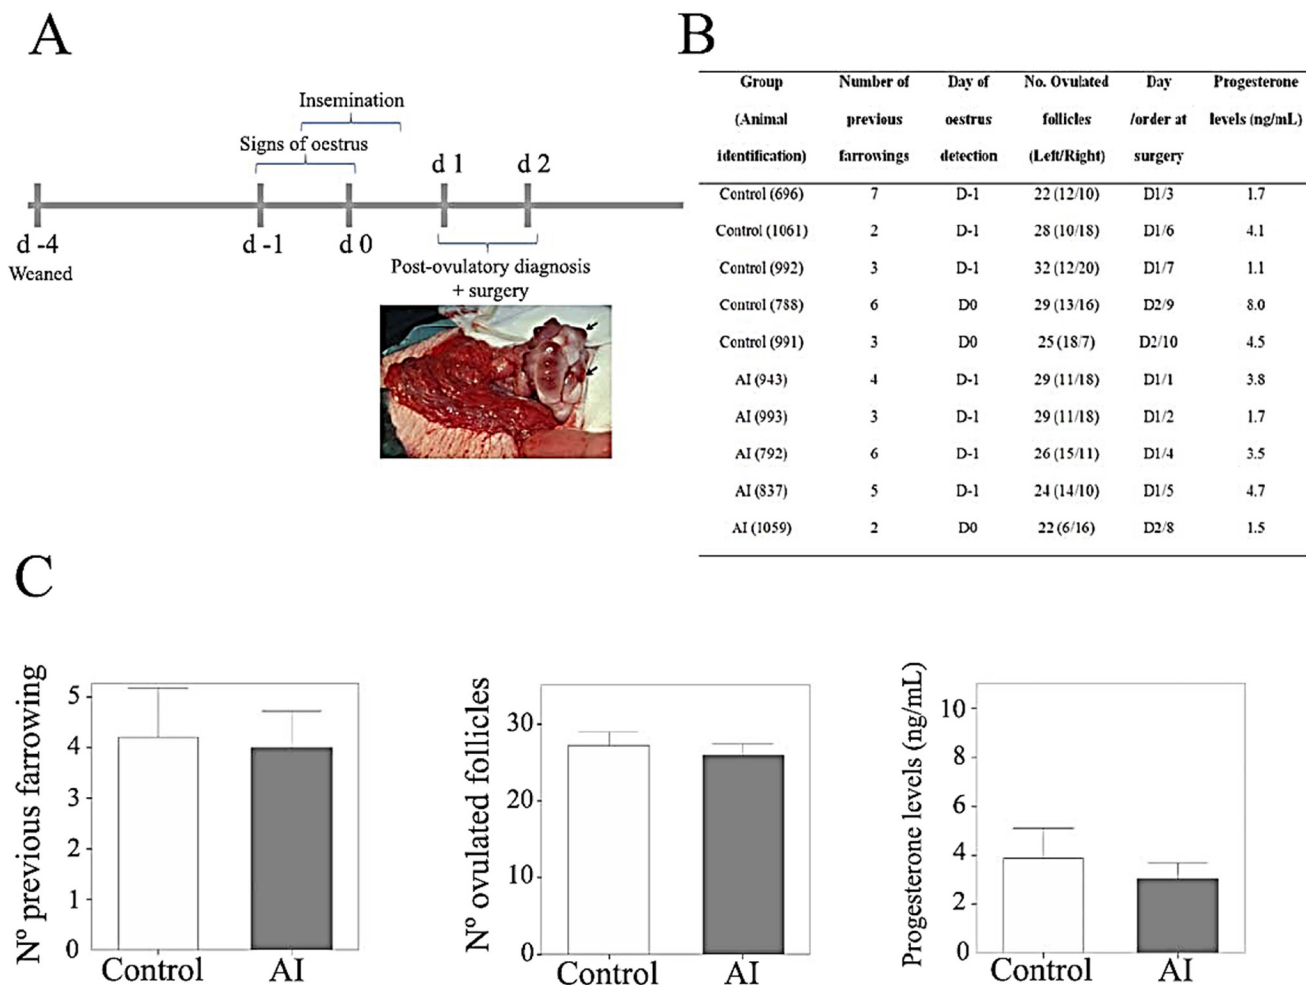 A
Insemination
Signs of oestrus
d 1 d 2
d -4 d -1 d 0
Weaned
Post-ovulatory diagnosis
+ surgery
B
Group Number of Day of No. Ovulated Day Progesterone
(Animal previous oestrus follicles /order at levels (ng/mL)
identification) farrowings detection (Left/Right) surgery
Control (696) 7 D-1 22 (12/10) D1/3 1.7
Control (1061) 2 D-1 28 (10/18) D1/6 4.1
Control (992) 3 D-1 32 (12/20) D1/7 1.1
Control (788) 6 D0 29 (13/16) D2/9 8.0
Control (991) 3 D0 25 (18/7) D2/10 4.5
AI (943) 4 D-1 29 (11/18) D1/1 3.8
AI (993) 3 D-1 29 (11/18) D1/2 1.7
AI (792) 6 D-1 26 (15/11) D1/4 3.5
AI (837) 5 D-1 24 (14/10) D1/5 4.7
AI (1059) 2 D0 22 (6/16) D2/8 1.5
C
Nº previous farrowing
5
4
3
2
1
0
Control AI
Nº ovulated follicles
30
20
10
0
Control AI
Progesterone levels (ng/mL)
10
8
6
4
2
0
Control AI